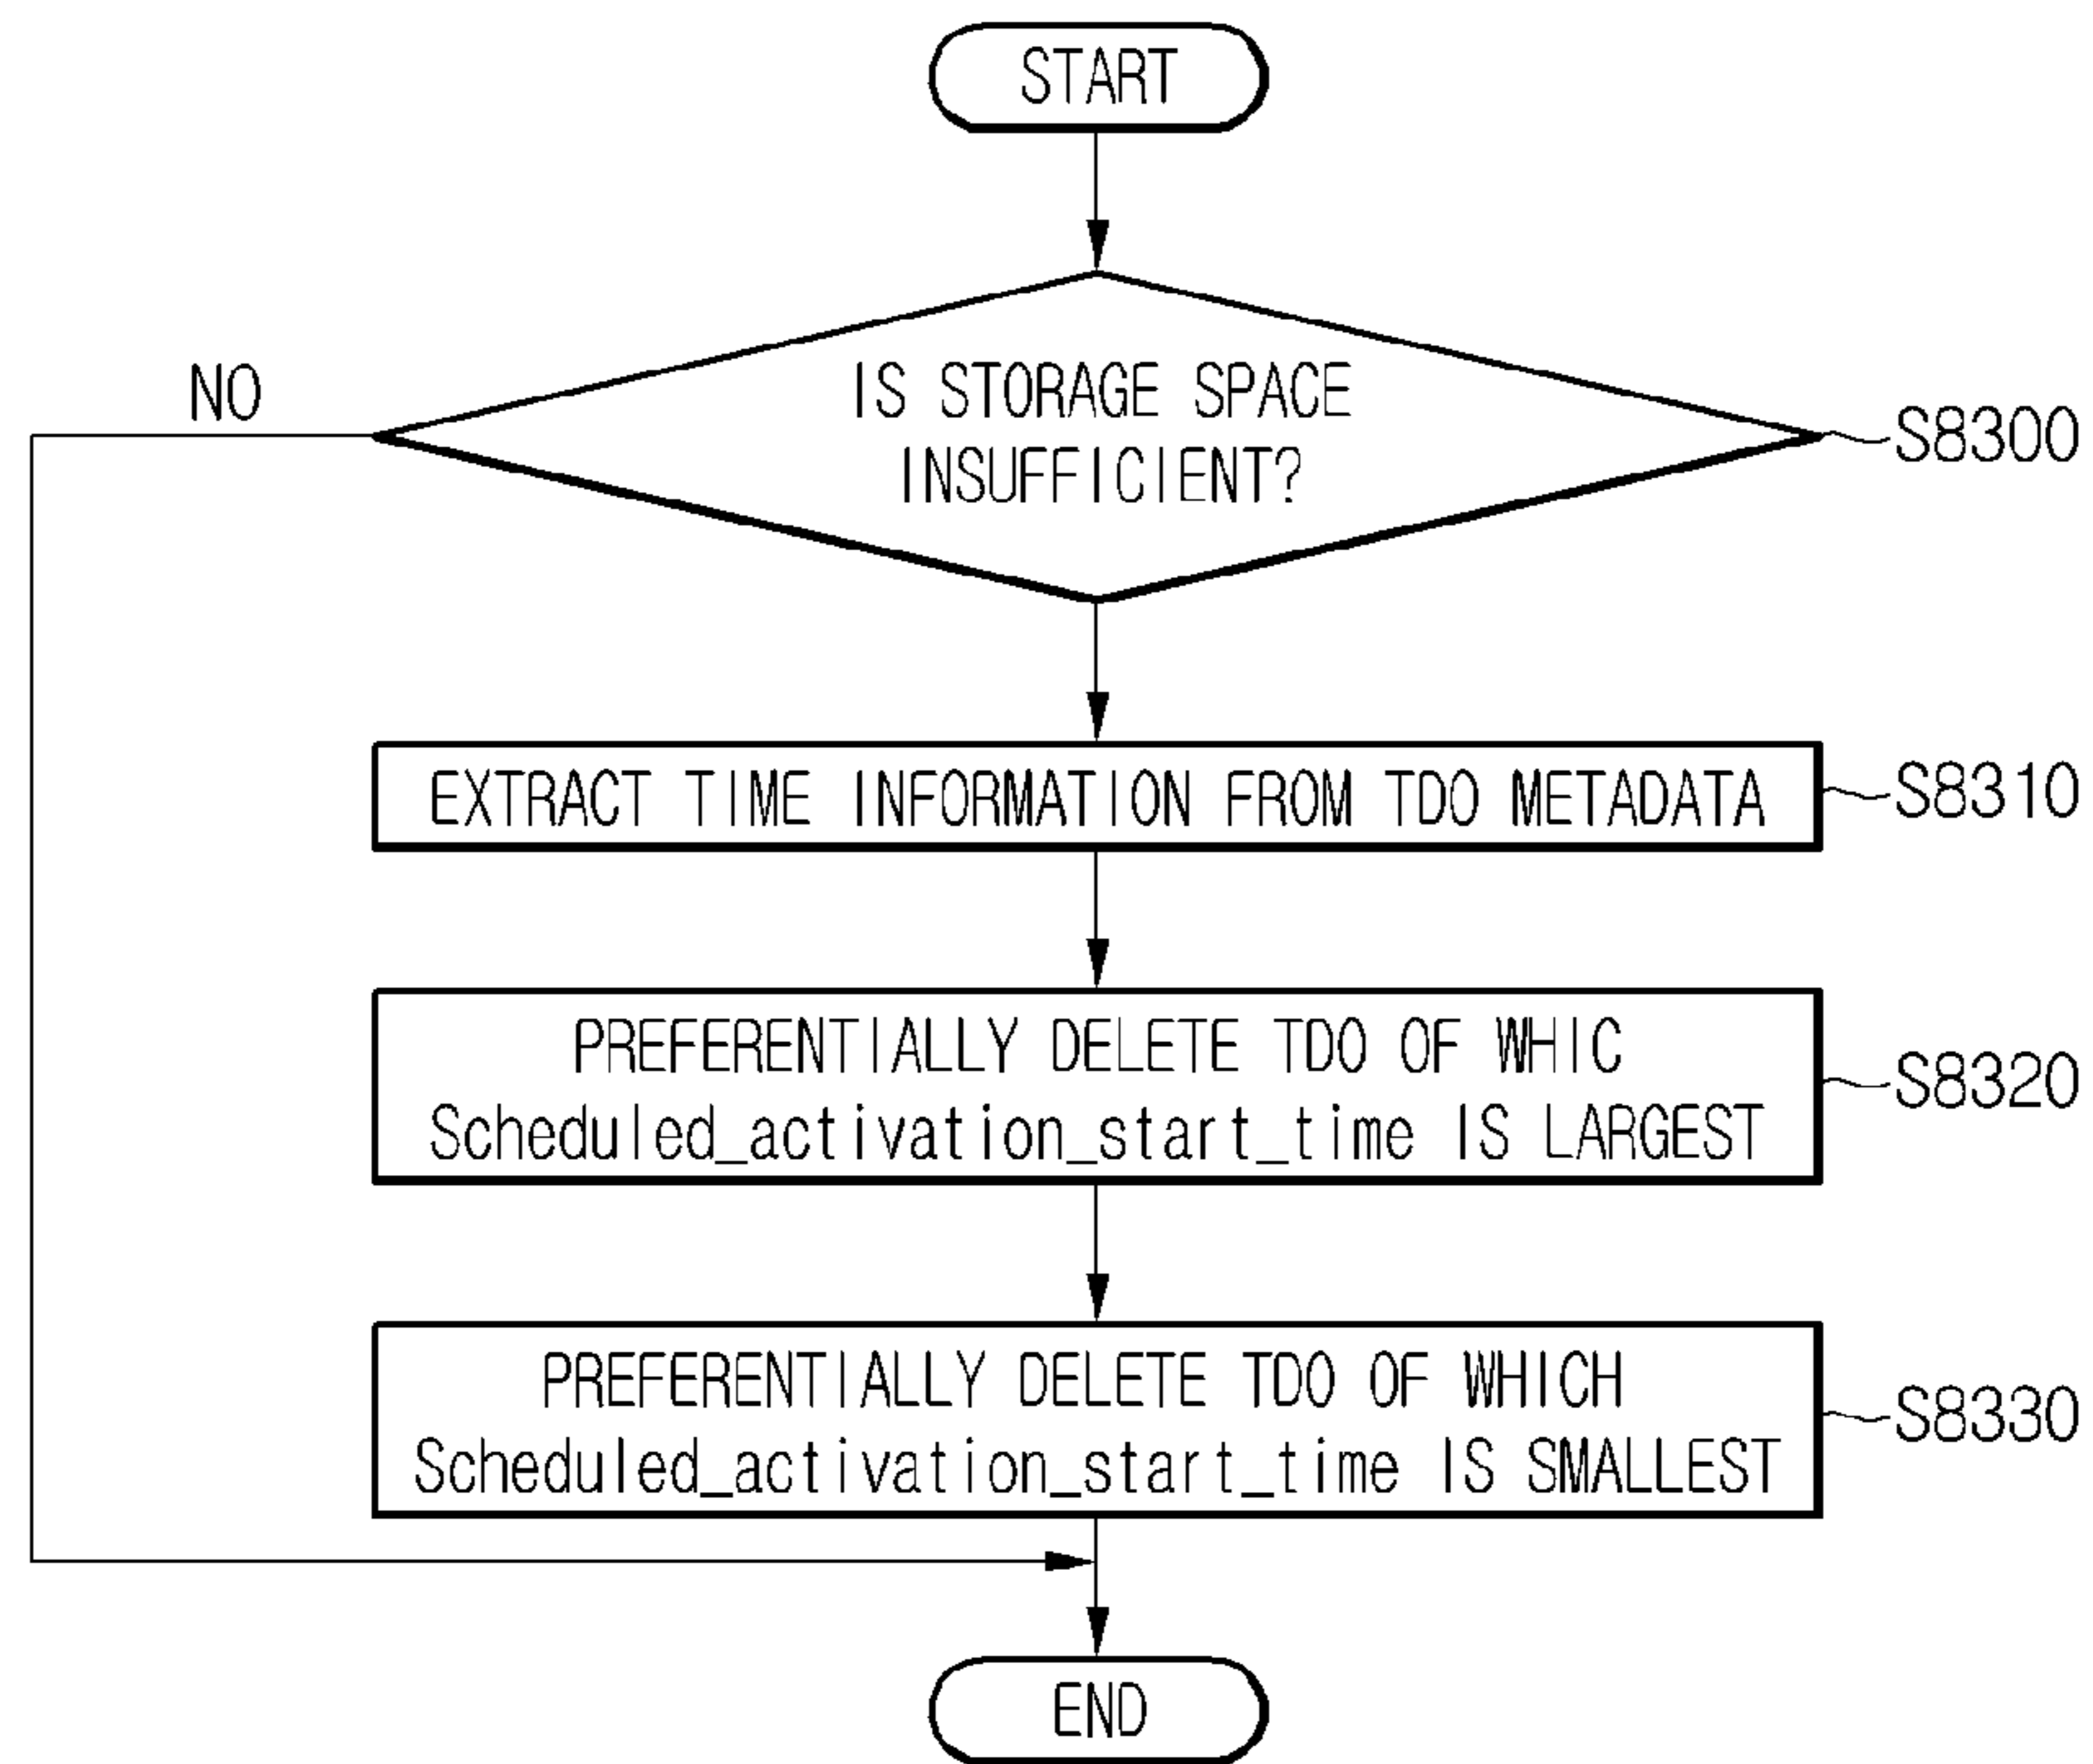 START
NO
IS STORAGE SPACE
INSUFFICIENT?
S8300
EXTRACT TIME INFORMATION FROM TDO METADATA
S8310
PREFERENTIALLY DELETE TDO OF WHIC
Scheduled_activation_start_time IS LARGEST
S8320
PREFERENTIALLY DELETE TDO OF WHICH
Scheduled_activation_start_time IS SMALLEST
S8330
END